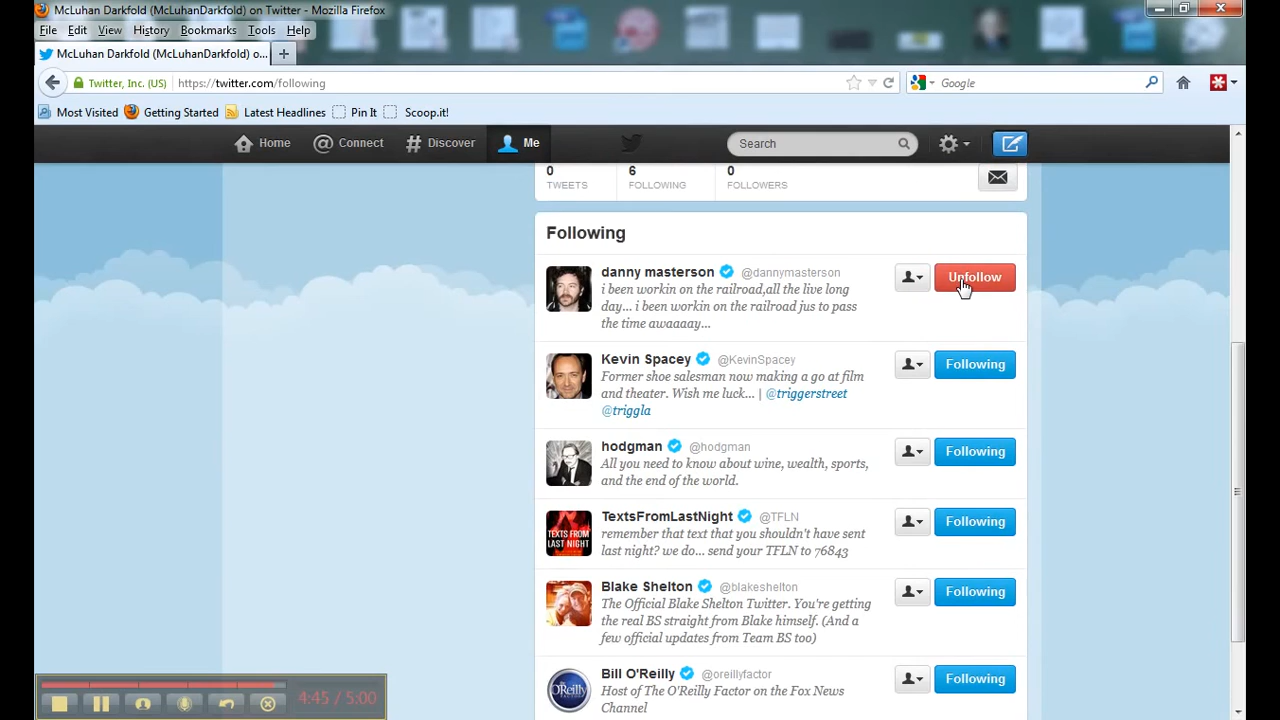 McLuhan Darkfold (McLuhanDarkfold) on Twitter - Mozilla Firefox
File Edit View History Bookmarks Tools Help
McLuhan Darkfold (McLuhanDarkfold) o...
Twitter, Inc. (US) https://twitter.com/following Google
Most Visited Getting Started Latest Headlines Pin It Scoop.it!
Home Connect Discover Me Search
0 6 0
TWEETS FOLLOWING FOLLOWERS
Following
danny masterson @dannymasterson Unfollow
i been workin on the railroad,all the live long
day... i been workin on the railroad jus to pass
the time awaaaay...
Kevin Spacey @KevinSpacey Following
Former shoe salesman now making a go at film
and theater. Wish me luck... | @triggerstreet
@triggla
hodgman @hodgman Following
All you need to know about wine, wealth, sports,
and the end of the world.
TextsFromLastNight @TFLN Following
TEXTS FROM
LAST NIGHT
remember that text that you shouldn't have sent
last night? we do... send your TFLN to 76843
Blake Shelton @blakeshelton Following
The Official Blake Shelton Twitter. You're getting
the real BS straight from Blake himself. (And a
few official updates from Team BS too)
Bill O'Reilly @oreillyfactor Following
O'REILLY
Host of The O'Reilly Factor on the Fox News
Channel
4:45 / 5:00